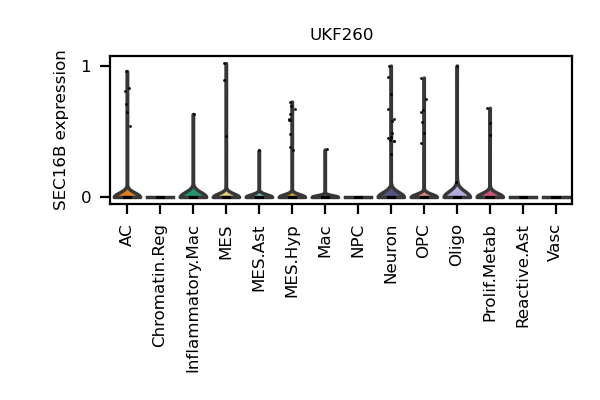 UKF260
SEC16B expression
1
0
AC
Chromatin.Reg
Inflammatory.Mac
MES
MES.Ast
MES.Hyp
Mac
NPC
Neuron
OPC
Oligo
Prolif.Metab
Reactive.Ast
Vasc